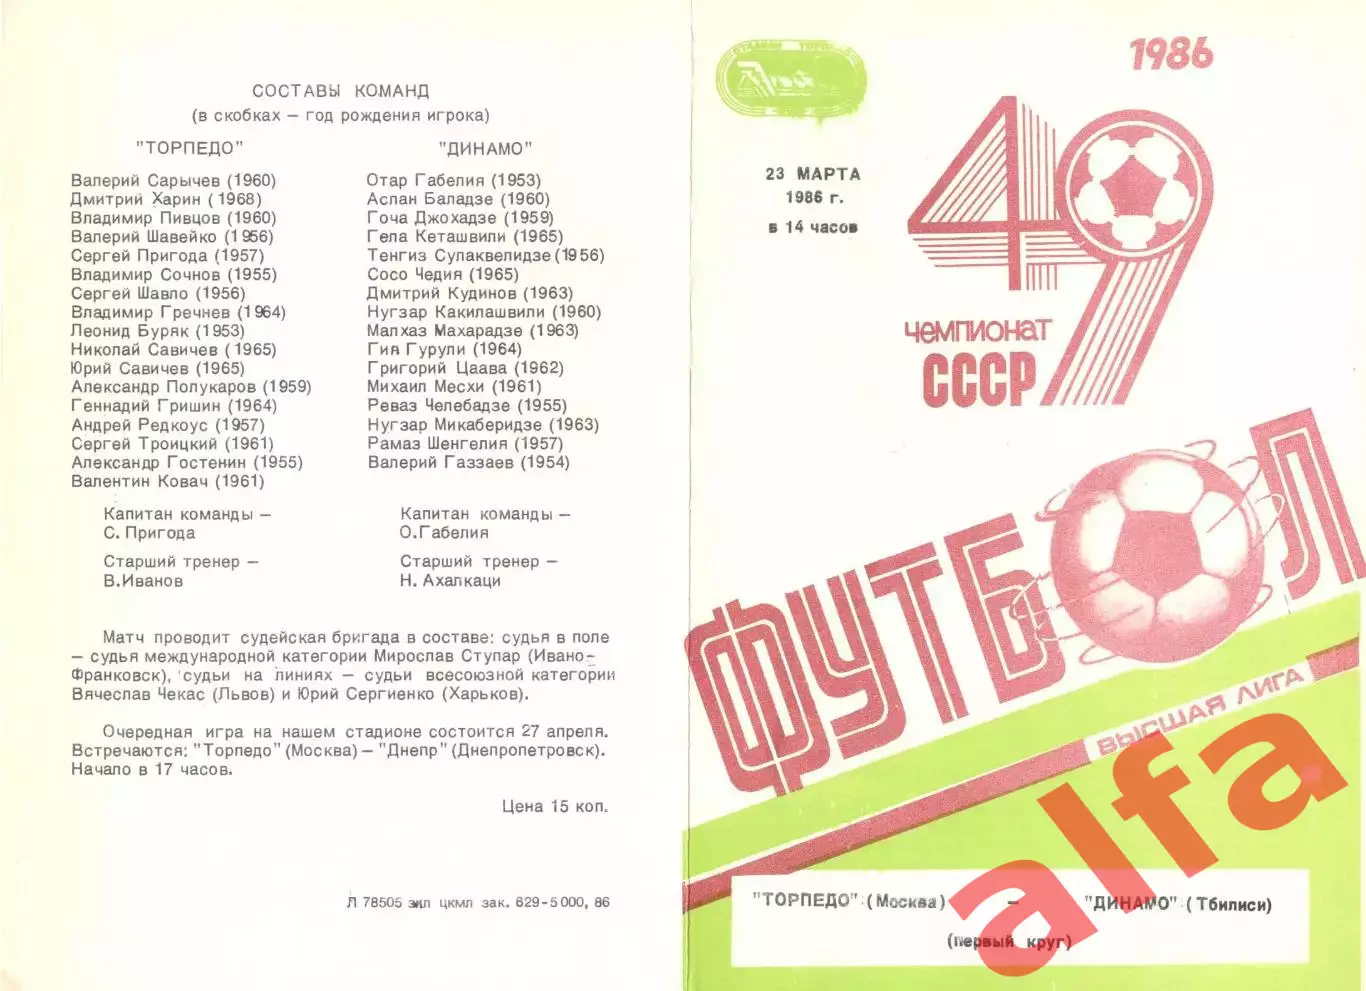 СОСТАВЫ КОМАНД
(в скобках – год рождения игрока)
"ТОРПЕДО"
Валерий Сарычев (1960)
Дмитрий Харин (1968)
Владимир Пивцов (1960)
Валерий Шавейко (1956)
Сергей Пригода (1957)
Владимир Сочнов (1955)
Сергей Шавло (1956)
Владимир Гречнев (1964)
Леонид Буряк (1953)
Николай Савичев (1965)
Юрий Савичев (1965)
Александр Полукаров (1959)
Геннадий Гришин (1964)
Андрей Редкоус (1957)
Сергей Троицкий (1961)
Александр Гостенин (1955)
Валентин Ковач (1961)
Капитан команды –
С. Пригода
Старший тренер –
В.Иванов
"ДИНАМО"
Отар Габелия (1953)
Аслан Баладзе (1960)
Гоча Джохадзе (1959)
Гела Кеташвили (1965)
Тенгиз Сулаквелидзе (1956)
Сосо Чедия (1965)
Дмитрий Кудинов (1963)
Нугзар Какилашвили (1960)
Малхаз Махарадзе (1963)
Гия Гурули (1964)
Григорий Цаава (1962)
Михаил Месхи (1961)
Реваз Челебадзе (1955)
Нугзар Микаберидзе (1963)
Рамаз Шенгелия (1957)
Валерий Газзаев (1954)
Капитан команды –
О.Габелия
Старший тренер –
Н. Ахалкаци
Матч проводит судейская бригада в составе: судья в поле
– судья международной категории Мирослав Ступар (Ивано-
Франковск), судьи на линиях – судьи всесоюзной категории
Вячеслав Чекас (Львов) и Юрий Сергиенко (Харьков).
Очередная игра на нашем стадионе состоится 27 апреля.
Встречаются: "Торпедо" (Москва) – "Днепр" (Днепропетровск).
Начало в 17 часов.
Цена 15 коп.
Л 78505 зил цкмл зак. 629-5000, 86
СТАДИОН ТОРПЕДО
1986
23 МАРТА
1986 г.
в 14 часов
49
чемпионат
СССР
ФУТБОЛ
ВЫСШАЯ ЛИГА
"ТОРПЕДО" (Москва) – "ДИНАМО" (Тбилиси)
(первый круг)
alfa